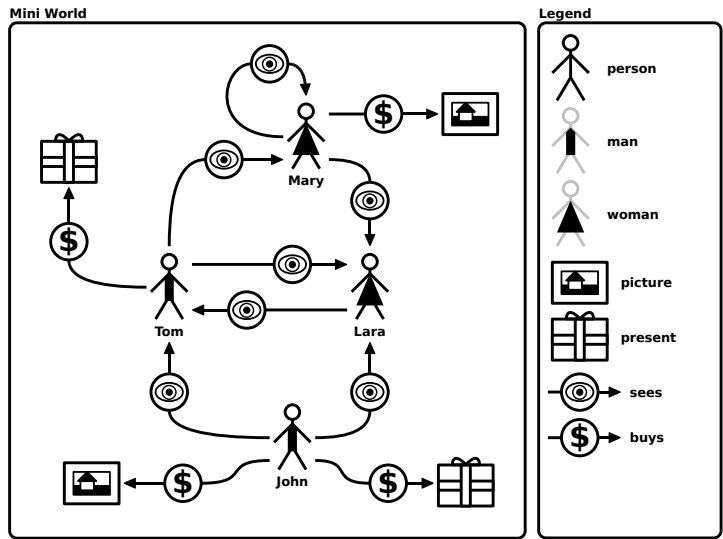 Mini World
Legend
person
man
woman
picture
present
sees
buys
$
Mary
$
Tom
Lara
$
John
$
$